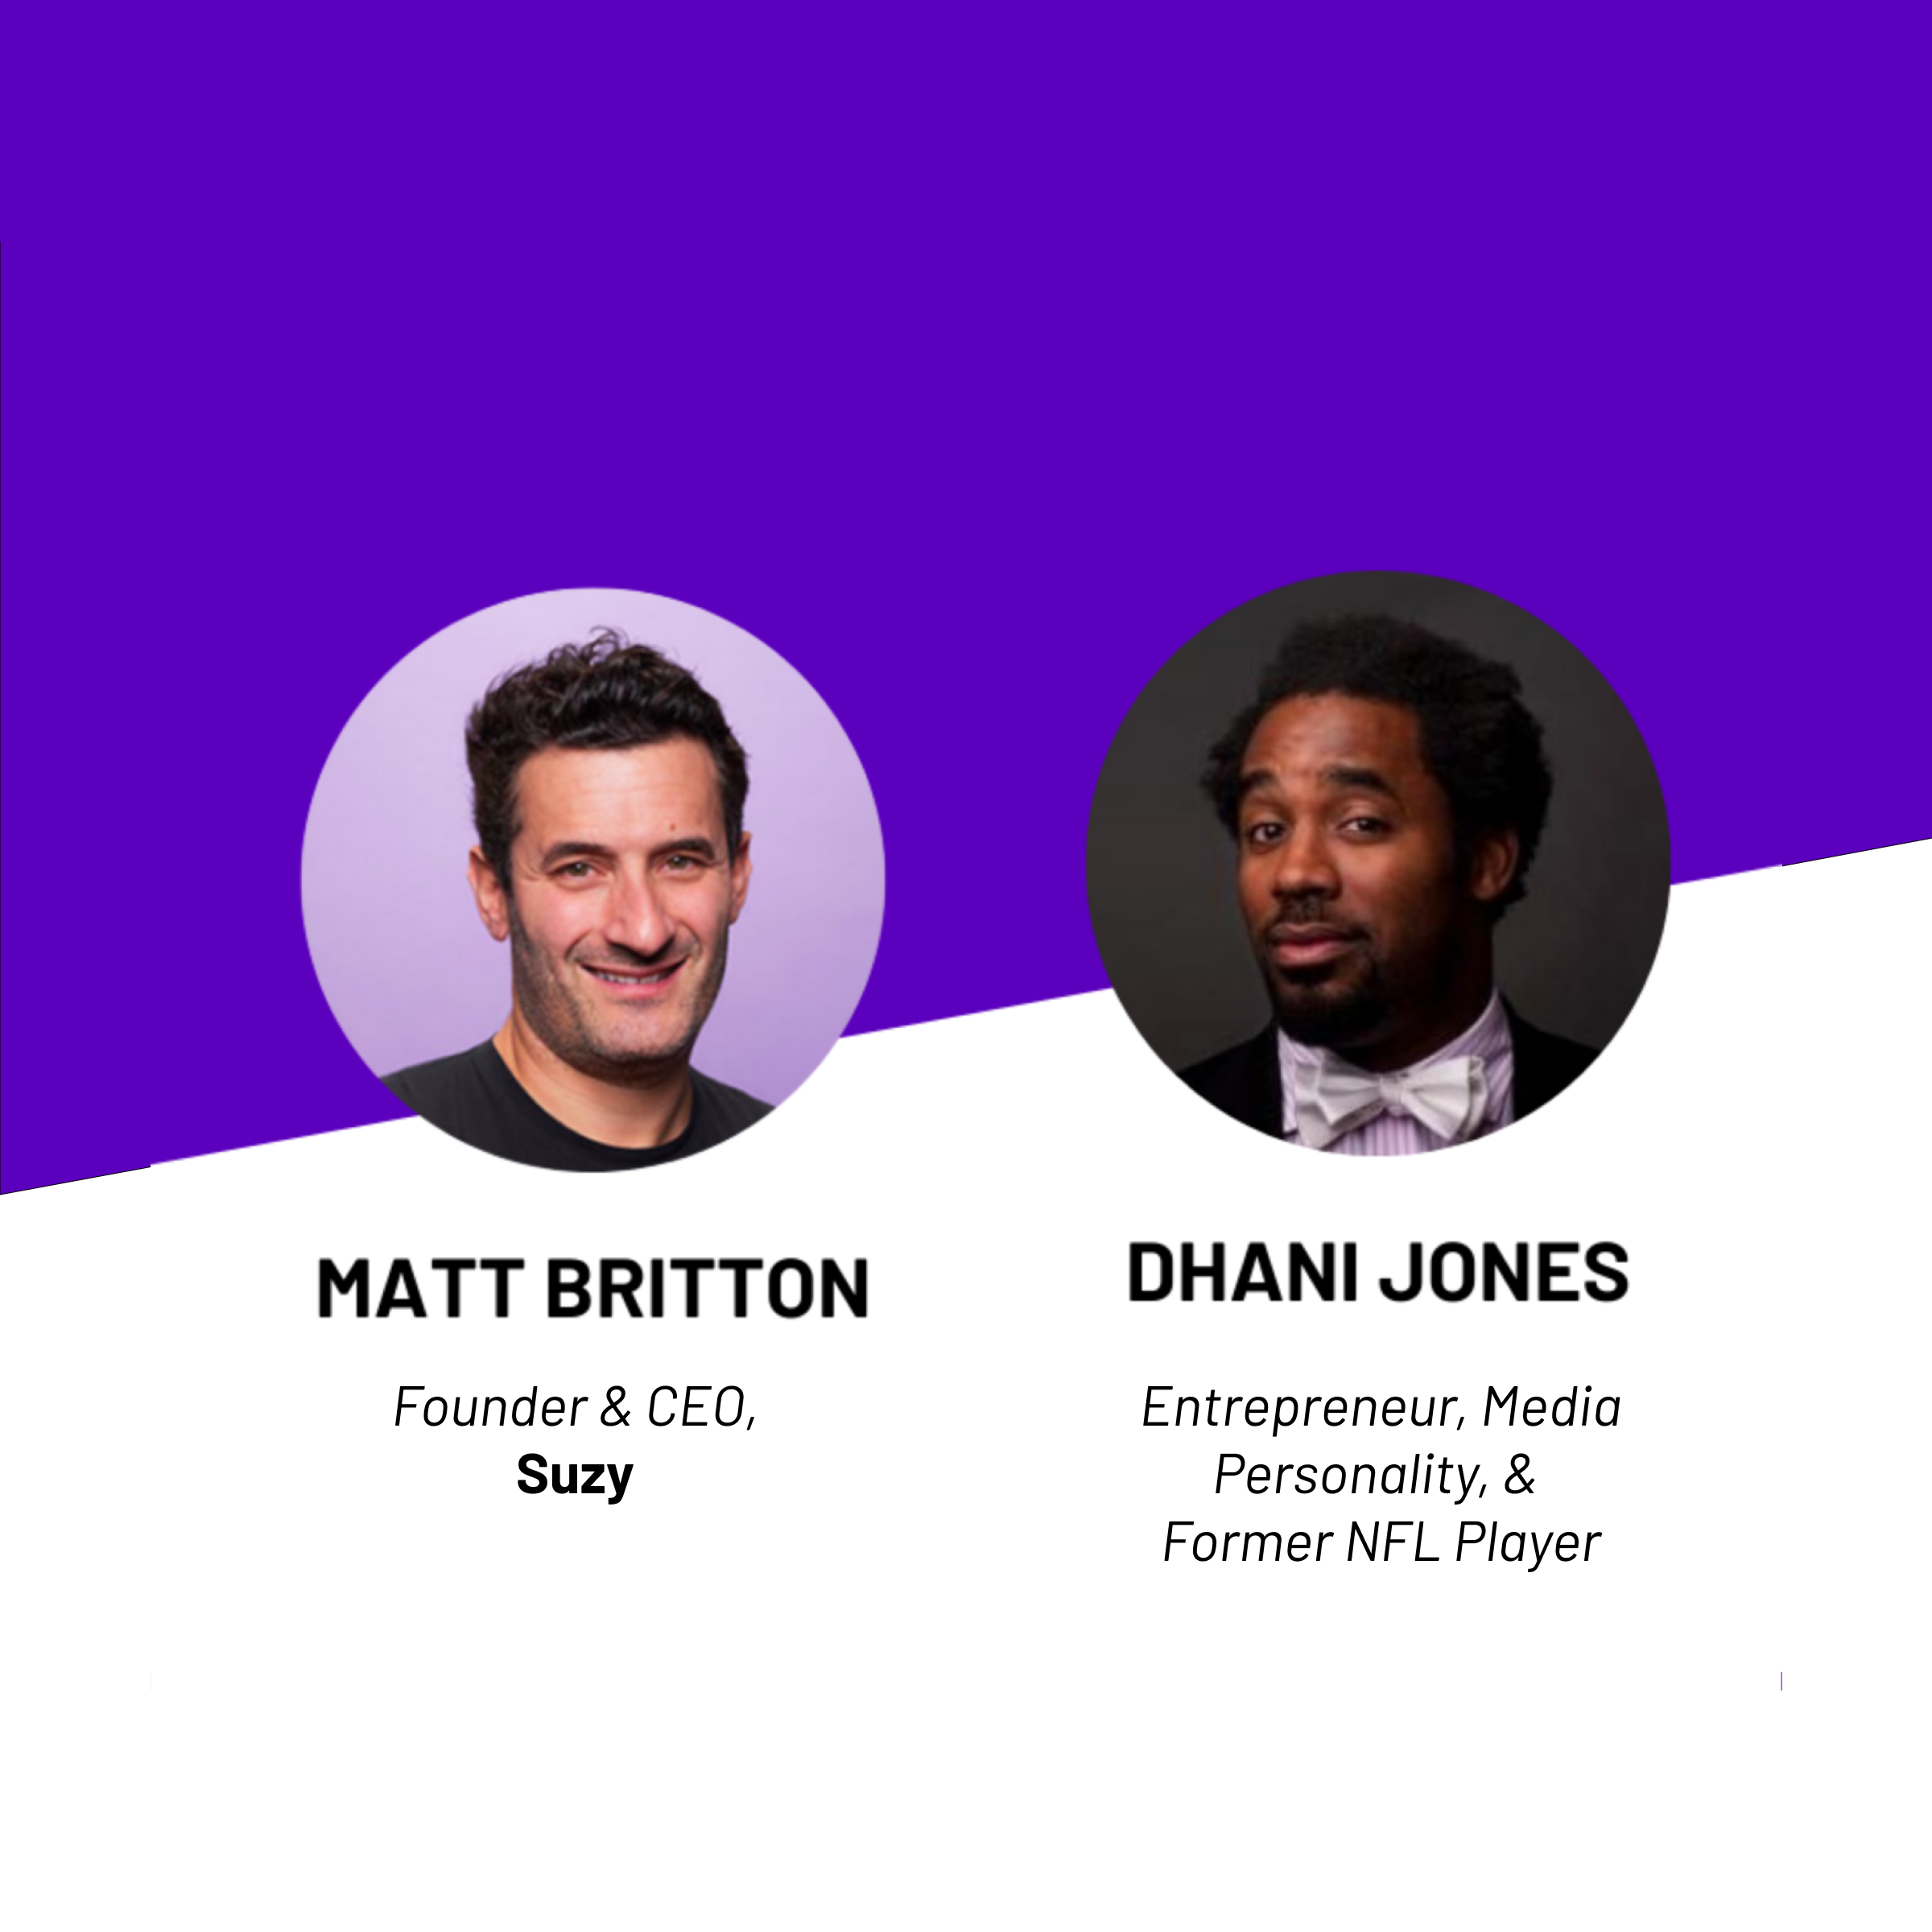 MATT BRITTON
Founder & CEO,
Suzy
DHANI JONES
Entrepreneur, Media
Personality, &
Former NFL Player